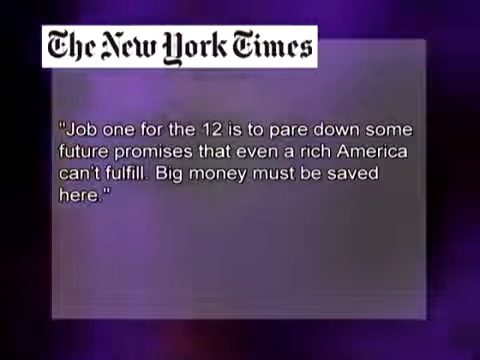 The New York Times
"Job one for the 12 is to pare down some
future promises that even a rich America
can't fulfill. Big money must be saved
here."